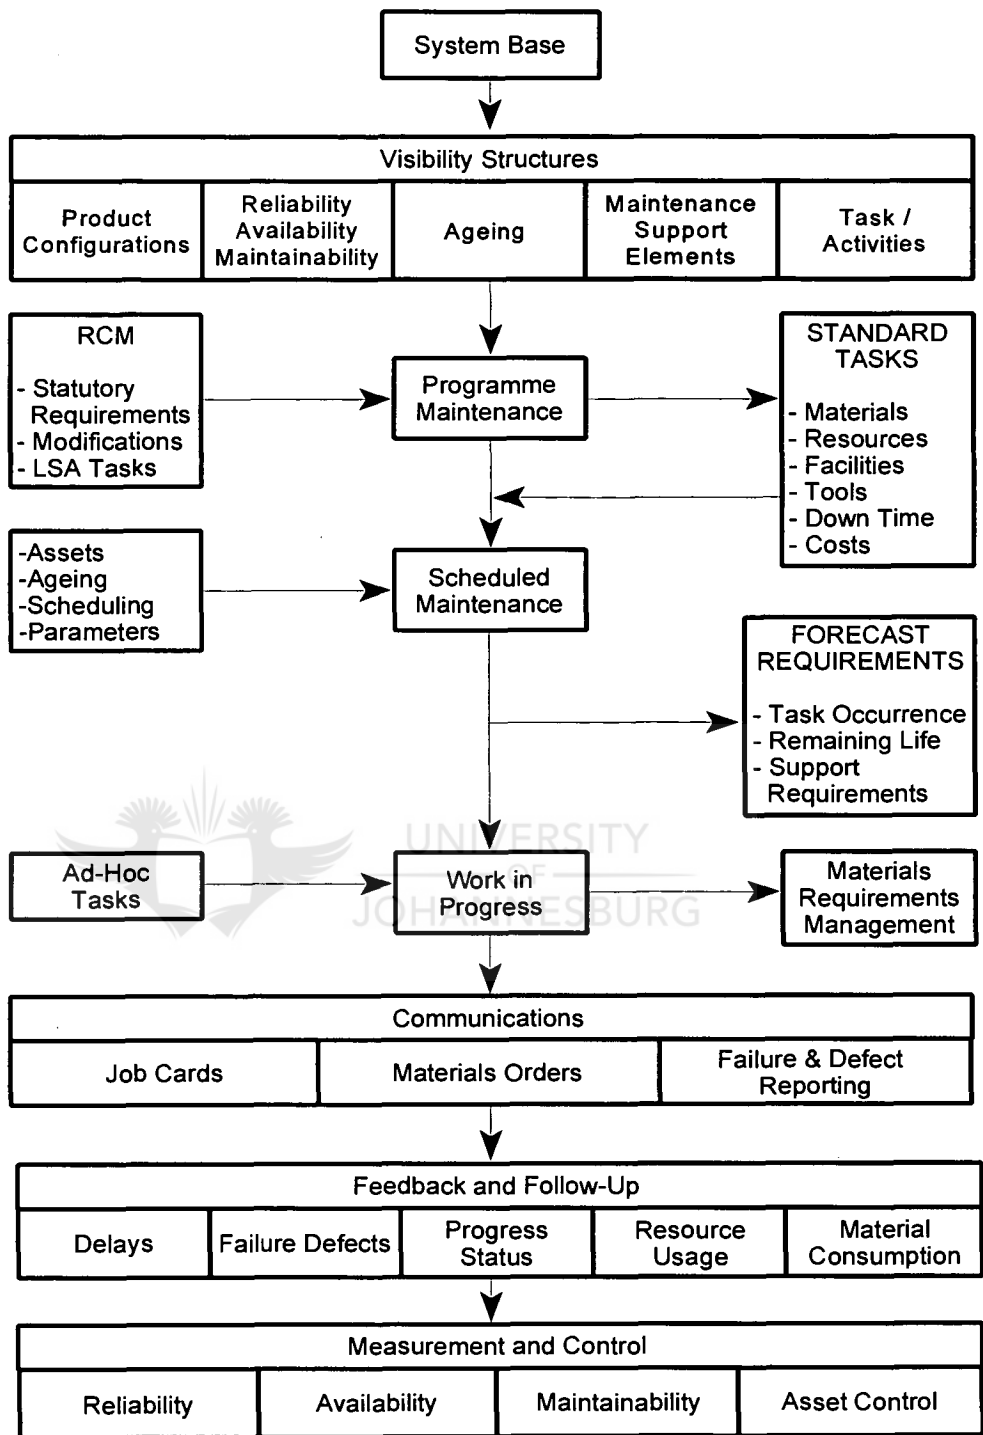 System Base
Visibility Structures
Product
Configurations
Reliability
Availability
Maintainability
Ageing
Maintenance
Support
Elements
Task /
Activities
RCM
- Statutory
Requirements
- Modifications
- LSA Tasks
Programme
Maintenance
STANDARD
TASKS
- Materials
- Resources
- Facilities
- Tools
- Down Time
- Costs
-Assets
-Ageing
-Scheduling
-Parameters
Scheduled
Maintenance
FORECAST
REQUIREMENTS
- Task Occurrence
- Remaining Life
- Support
Requirements
UNIVERSITY
OF
JOHANNESBURG
Ad-Hoc
Tasks
Work in
Progress
Materials
Requirements
Management
Communications
Job Cards
Materials Orders
Failure & Defect
Reporting
Feedback and Follow-Up
Delays
Failure Defects
Progress
Status
Resource
Usage
Material
Consumption
Measurement and Control
Reliability
Availability
Maintainability
Asset Control